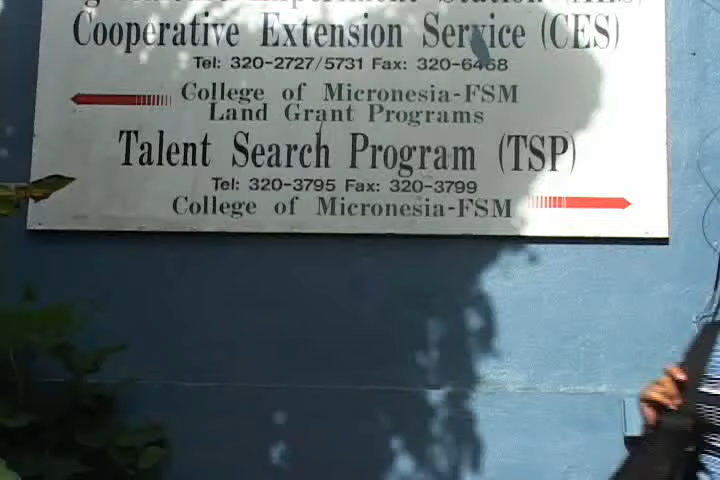 Cooperative Extension Service (CES)
Tel: 320-2727/5731 Fax: 320-6468
College of Micronesia-FSM
Land Grant Programs
Talent Search Program (TSP)
Tel: 320-3795 Fax: 320-3799
College of Micronesia-FSM